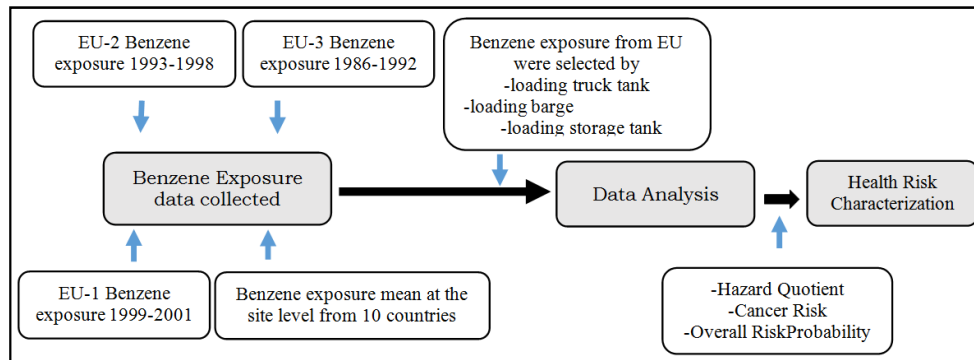 EU-2 Benzene
exposure 1993-1998
EU-3 Benzene
exposure 1986-1992
Benzene exposure from EU
were selected by
-loading truck tank
-loading barge
-loading storage tank
Benzene Exposure
data collected
Data Analysis
Health Risk
Characterization
EU-1 Benzene
exposure 1999-2001
Benzene exposure mean at the
site level from 10 countries
-Hazard Quotient
-Cancer Risk
-Overall RiskProbability